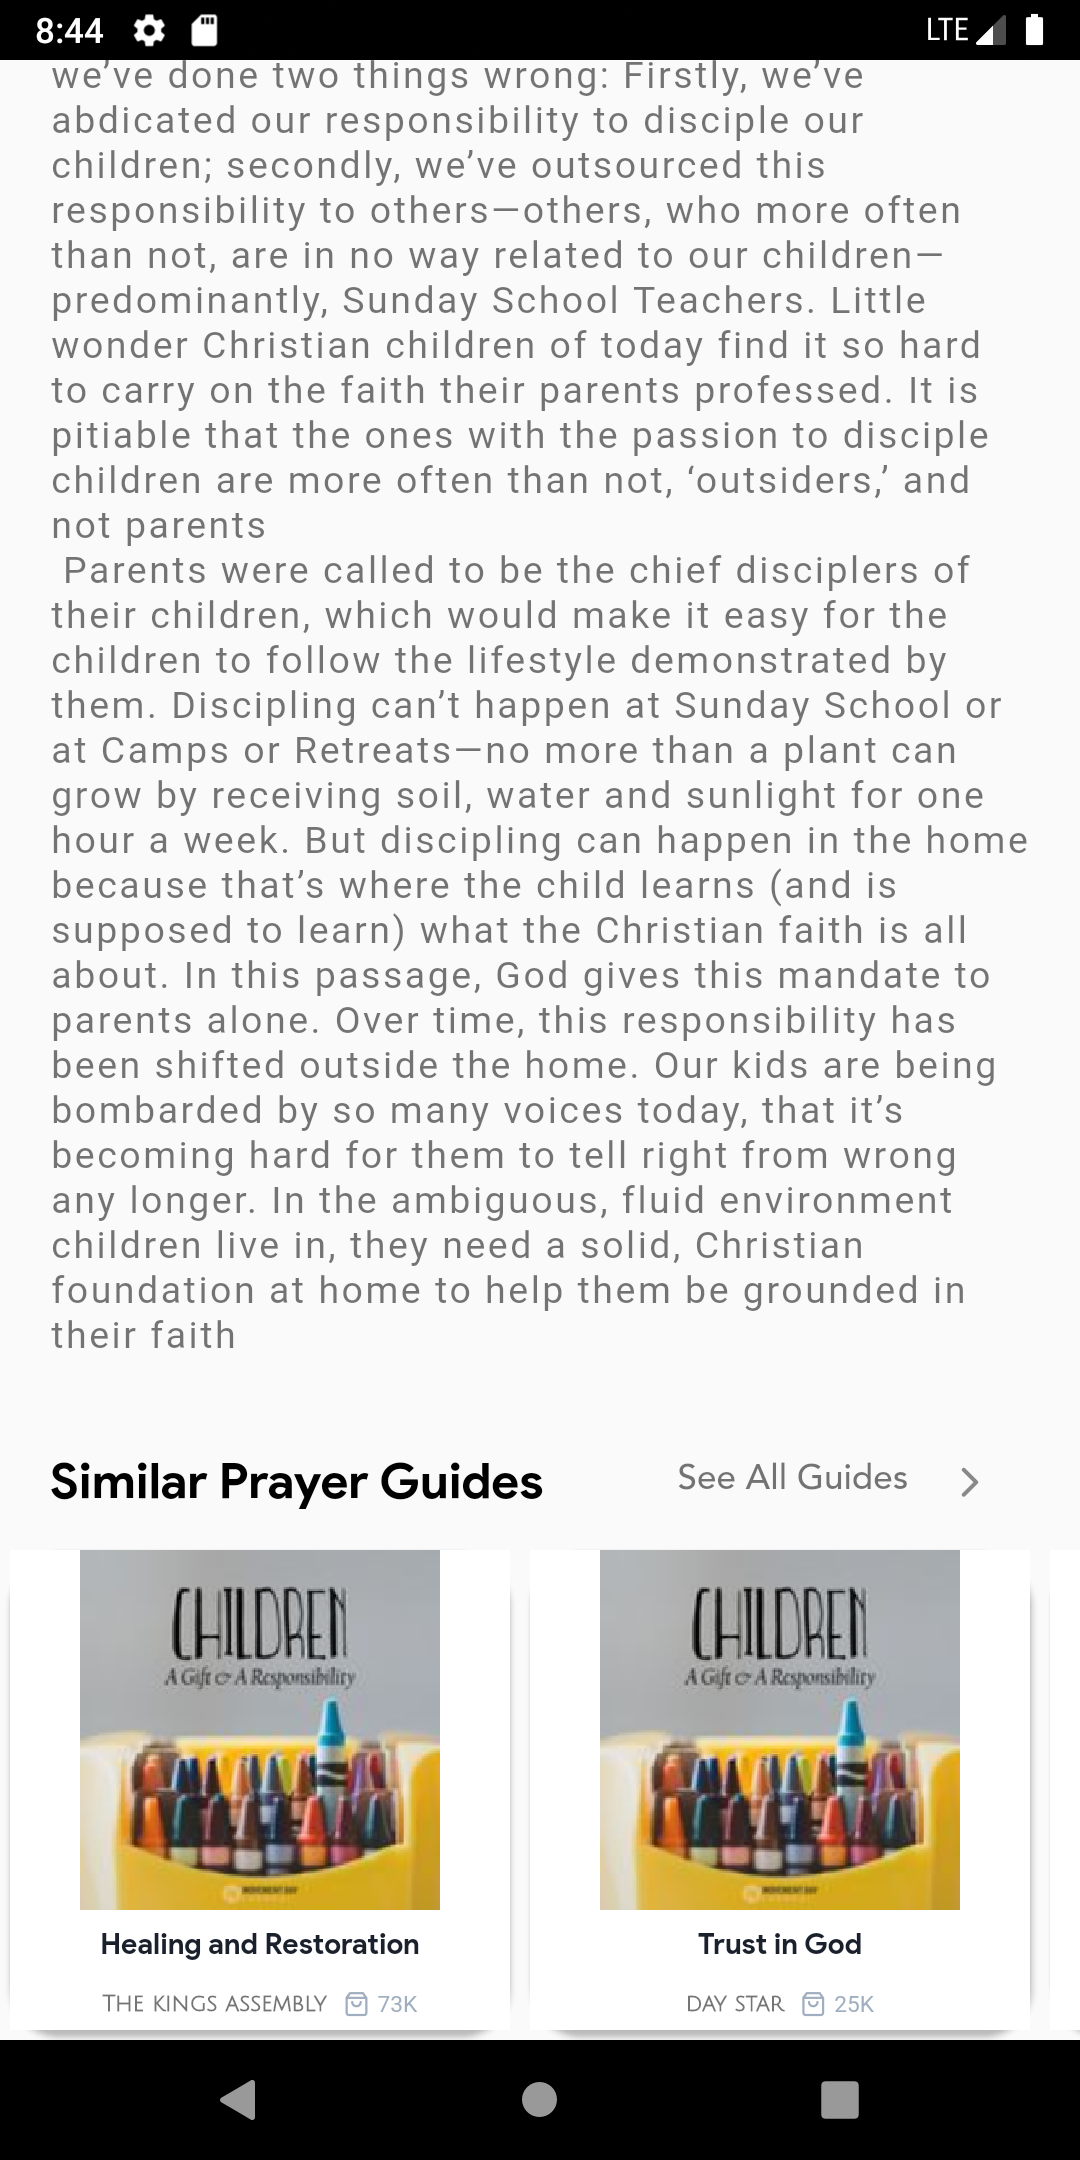 8:44
LTE
we’ve done two things wrong: Firstly, we’ve
abdicated our responsibility to disciple our
children; secondly, we’ve outsourced this
responsibility to others—others, who more often
than not, are in no way related to our children—
predominantly, Sunday School Teachers. Little
wonder Christian children of today find it so hard
to carry on the faith their parents professed. It is
pitiable that the ones with the passion to disciple
children are more often than not, ‘outsiders,’ and
not parents
Parents were called to be the chief disciplers of
their children, which would make it easy for the
children to follow the lifestyle demonstrated by
them. Discipling can’t happen at Sunday School or
at Camps or Retreats—no more than a plant can
grow by receiving soil, water and sunlight for one
hour a week. But discipling can happen in the home
because that’s where the child learns (and is
supposed to learn) what the Christian faith is all
about. In this passage, God gives this mandate to
parents alone. Over time, this responsibility has
been shifted outside the home. Our kids are being
bombarded by so many voices today, that it’s
becoming hard for them to tell right from wrong
any longer. In the ambiguous, fluid environment
children live in, they need a solid, Christian
foundation at home to help them be grounded in
their faith
Similar Prayer Guides
See All Guides
CHILDREN
A Gift & A Responsibility
Healing and Restoration
THE KINGS ASSEMBLY 73K
CHILDREN
A Gift & A Responsibility
Trust in God
DAY STAR 25K